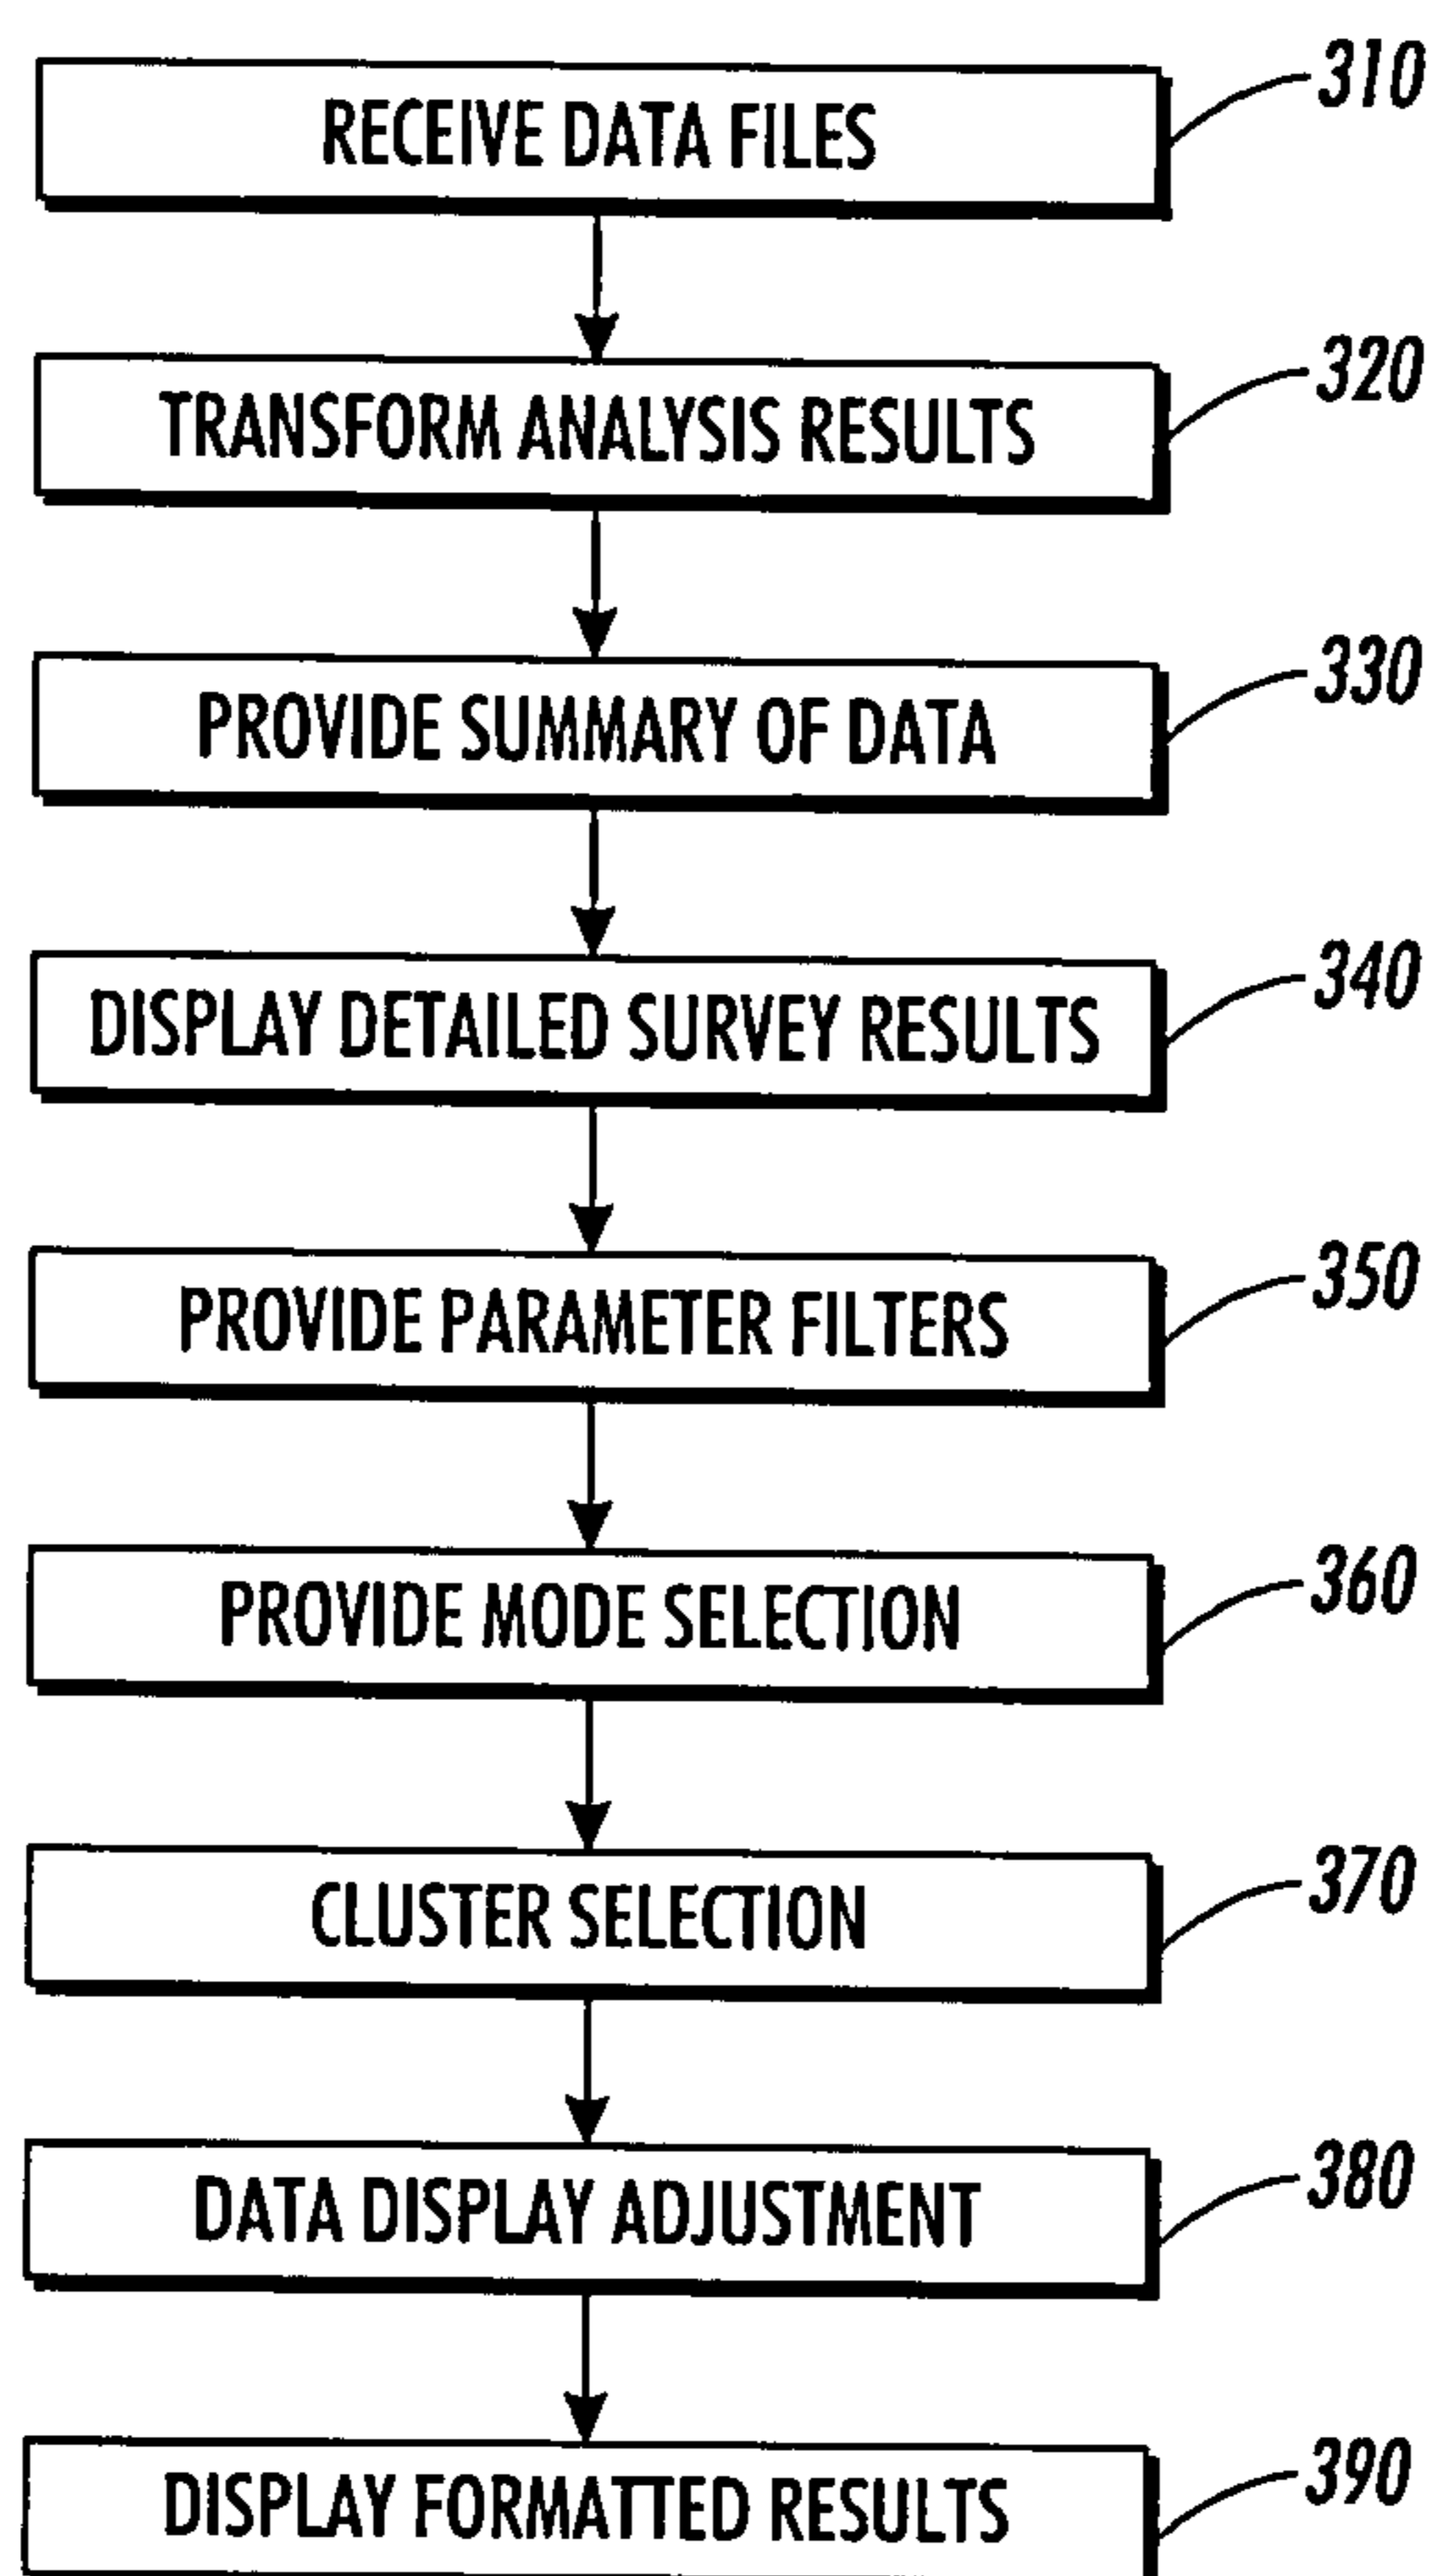 RECEIVE DATA FILES
310
TRANSFORM ANALYSIS RESULTS
320
PROVIDE SUMMARY OF DATA
330
DISPLAY DETAILED SURVEY RESULTS
340
PROVIDE PARAMETER FILTERS
350
PROVIDE MODE SELECTION
360
CLUSTER SELECTION
370
DATA DISPLAY ADJUSTMENT
380
DISPLAY FORMATTED RESULTS
390